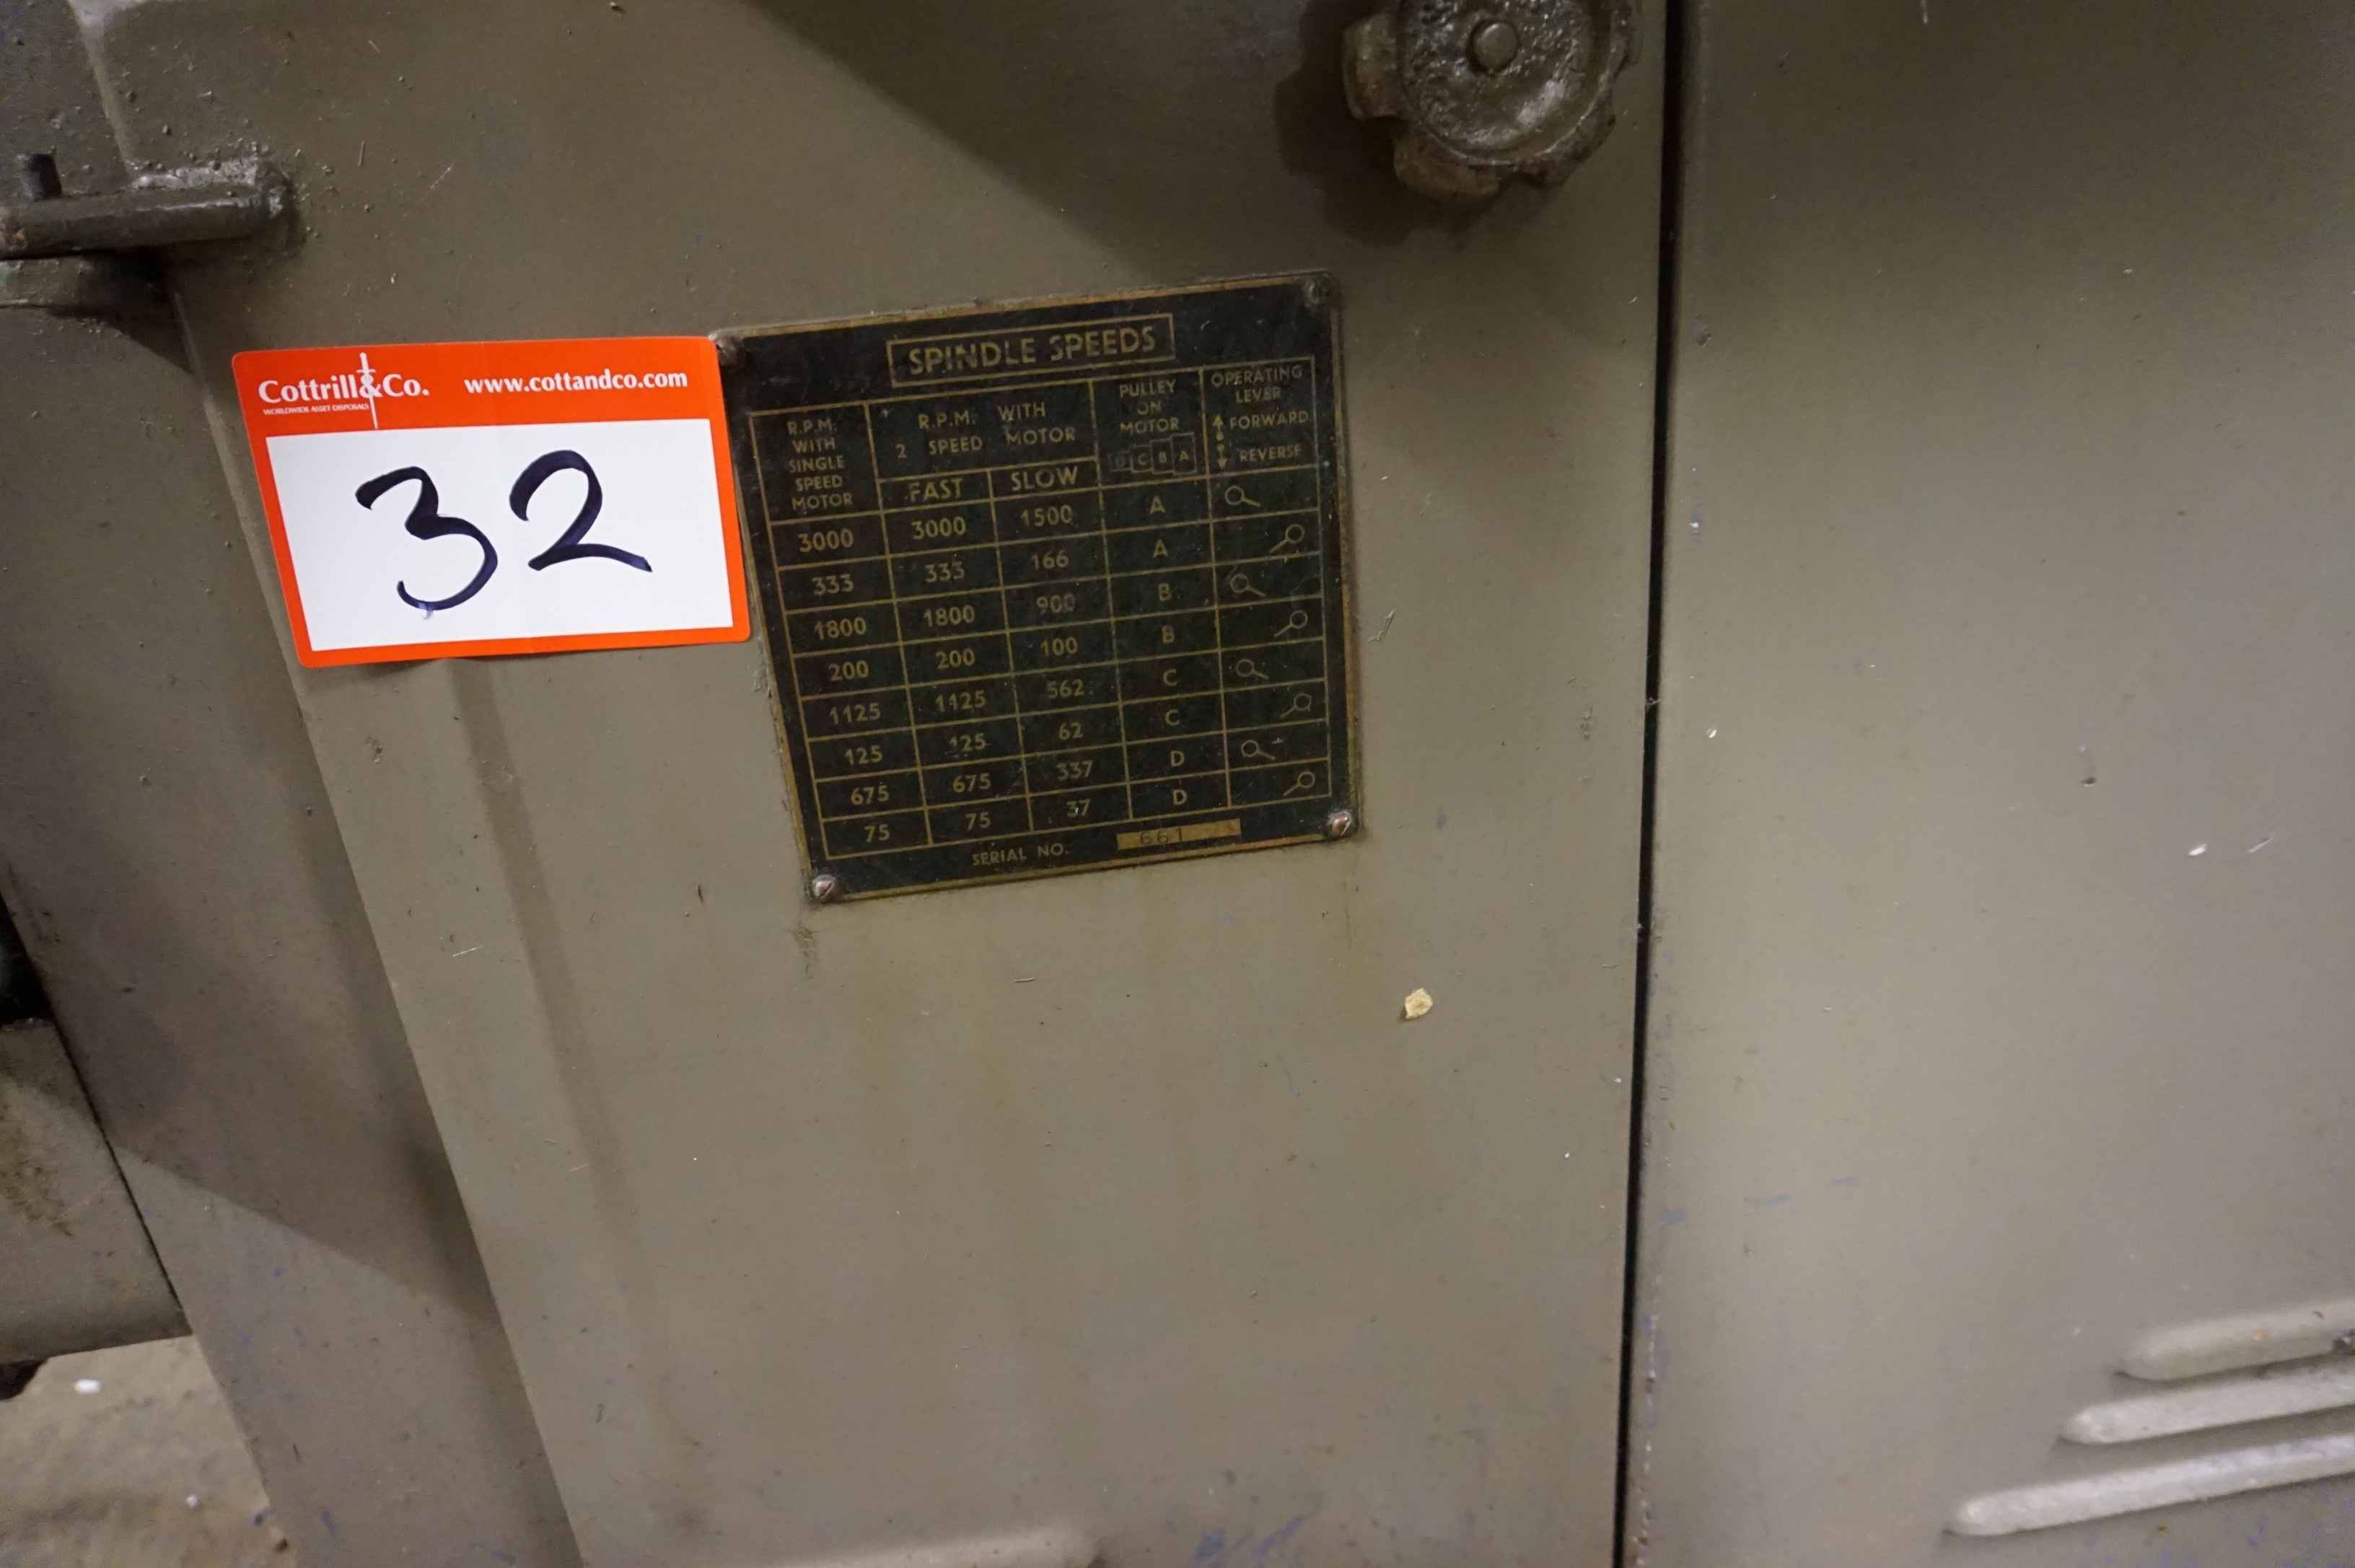 Cottrill&Co. www.cottandco.com
WORLDWIDE ASSET DISPOSALS
32
SPINDLE SPEEDS
R.P.M. WITH SINGLE SPEED MOTOR
R.P.M. WITH 2 SPEED MOTOR
FAST SLOW
PULLEY ON MOTOR
D C B A
OPERATING LEVER
FORWARD
REVERSE
3000 3000 1500 A
333 333 166 A
1800 1800 900 B
200 200 100 B
1125 1125 562 C
125 125 62 C
675 675 337 D
75 75 37 D
SERIAL NO. 661